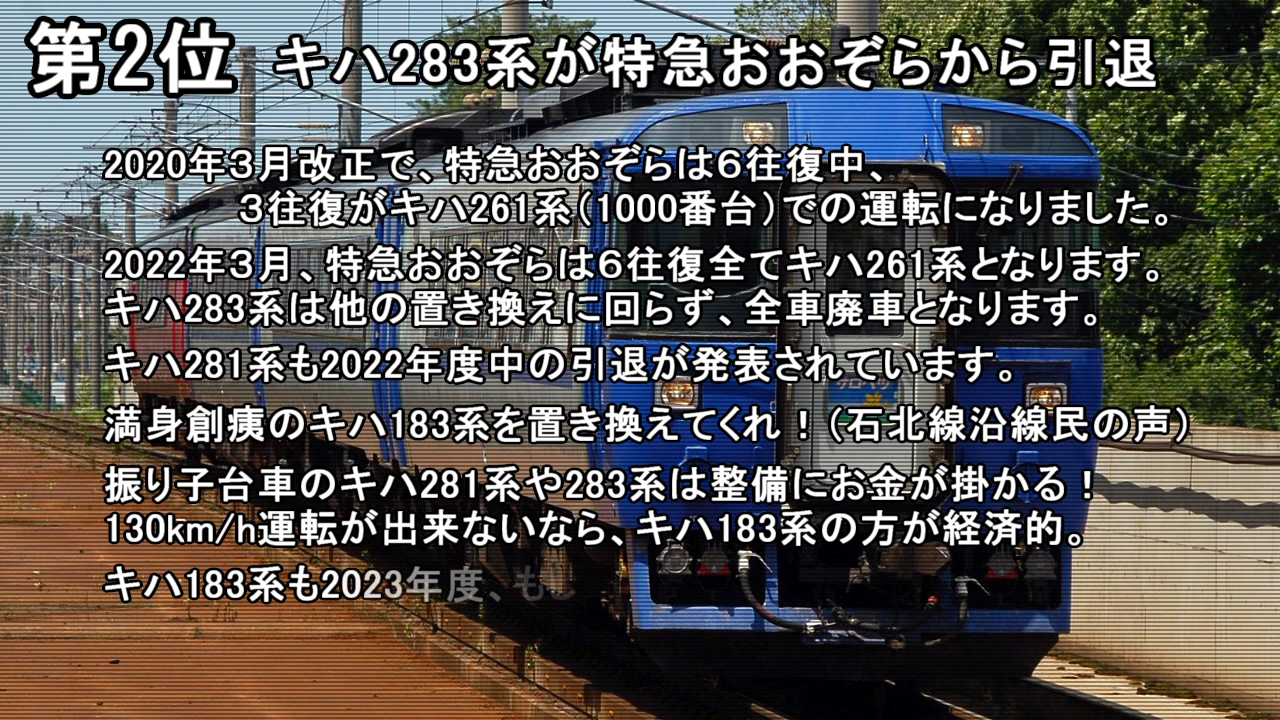 第2位 キハ283系が特急おおぞらから引退
2020年３月改正で、特急おおぞらは６往復中、
３往復がキハ261系（1000番台）での運転になりました。
2022年３月、特急おおぞらは６往復全てキハ261系となります。
キハ283系は他の置き換えに回らず、全車廃車となります。
キハ281系も2022年度中の引退が発表されています。
満身創痍のキハ183系を置き換えてくれ！（石北線沿線民の声）
振り子台車のキハ281系や283系は整備にお金が掛かる！
130km/h運転が出来ないなら、キハ183系の方が経済的。
キハ183系も2023年度、も